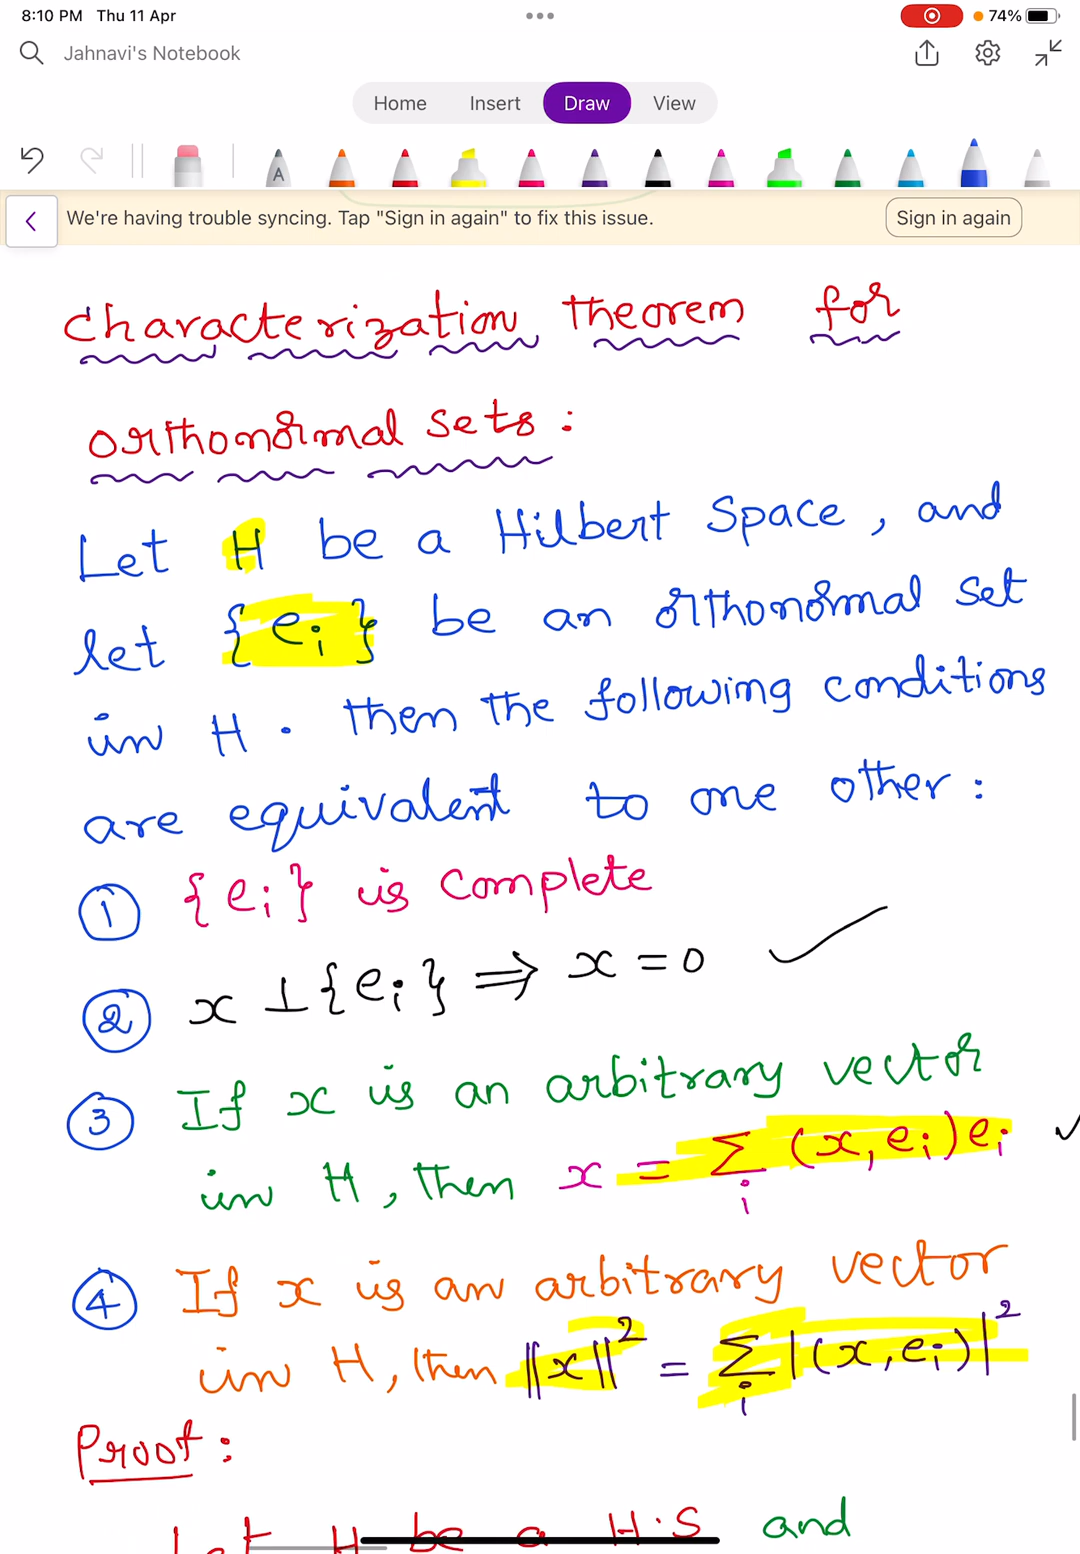 8:10 PM Thu 11 Apr
74%
Jahnavi's Notebook
Home Insert Draw View
A
We're having trouble syncing. Tap "Sign in again" to fix this issue.
Sign in again
Characterization theorem for
orthonormal sets :
Let H be a Hilbert Space, and
let {eᵢ} be an orthonormal set
in H. then the following conditions
are equivalent to one other :
① {eᵢ} is complete
② x ⊥ {eᵢ} ⇒ x = 0 ✓
③ If x is an arbitrary vector
in H, then x = Σᵢ (x, eᵢ) eᵢ ✓
④ If x is an arbitrary vector
in H, then ‖x‖² = Σᵢ |(x, eᵢ)|²
Proof :
Let H be a H.S and